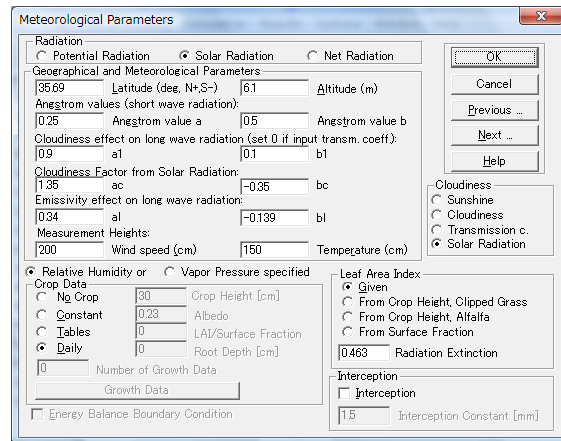 Meteorological Parameters
Radiation
Potential Radiation Solar Radiation Net Radiation
Geographical and Meteorological Parameters
35.69 Latitude (deg, N+,S-) 6.1 Altitude (m)
Angstrom values (short wave radiation):
0.25 Angstrom value a 0.5 Angstrom value b
Cloudiness effect on long wave radiation (set 0 if input transm. coeff.):
0.9 a1 0.1 b1
Cloudiness Factor from Solar Radiation:
1.35 ac -0.35 bc
Emissivity effect on long wave radiation:
0.34 al -0.139 bl
Measurement Heights:
200 Wind speed (cm) 150 Temperature (cm)
OK
Cancel
Previous ...
Next ...
Help
Cloudiness
Sunshine
Cloudiness
Transmission c.
Solar Radiation
Relative Humidity or Vapor Pressure specified
Crop Data
No Crop 30 Crop Height [cm]
Constant 0.23 Albedo
Tables 0 LAI/Surface Fraction
Daily 0 Root Depth [cm]
0 Number of Growth Data
Growth Data
Energy Balance Boundary Condition
Leaf Area Index
Given
From Crop Height, Clipped Grass
From Crop Height, Alfalfa
From Surface Fraction
0.463 Radiation Extinction
Interception
Interception
1.5 Interception Constant [mm]